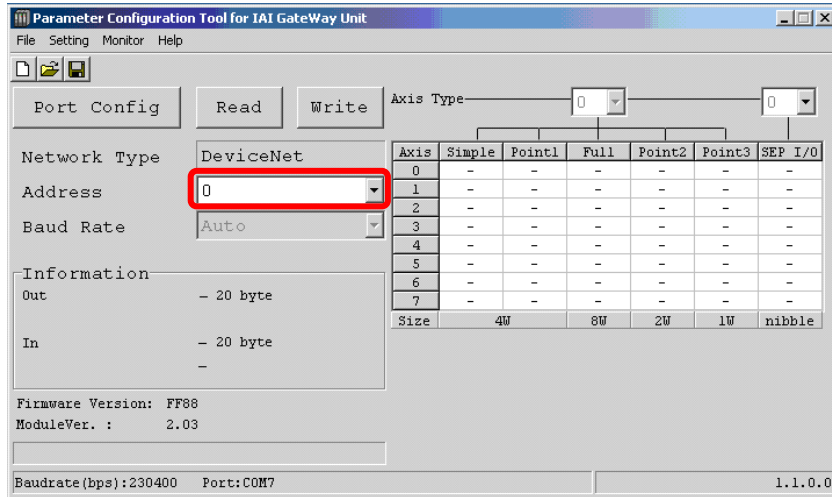 Parameter Configuration Tool for IAI GateWay Unit
File Setting Monitor Help
Port Config Read Write
Axis Type 0 0
Network Type DeviceNet
Address 0
Baud Rate Auto
Information
Out - 20 byte
In - 20 byte
-
Firmware Version: FF88
ModuleVer. : 2.03
Axis Simple Point1 Full Point2 Point3 SEP I/O
0 - - - - - -
1 - - - - - -
2 - - - - - -
3 - - - - - -
4 - - - - - -
5 - - - - - -
6 - - - - - -
7 - - - - - -
Size 4W 8W 2W 1W nibble
Baudrate(bps):230400 Port:COM7 1.1.0.0